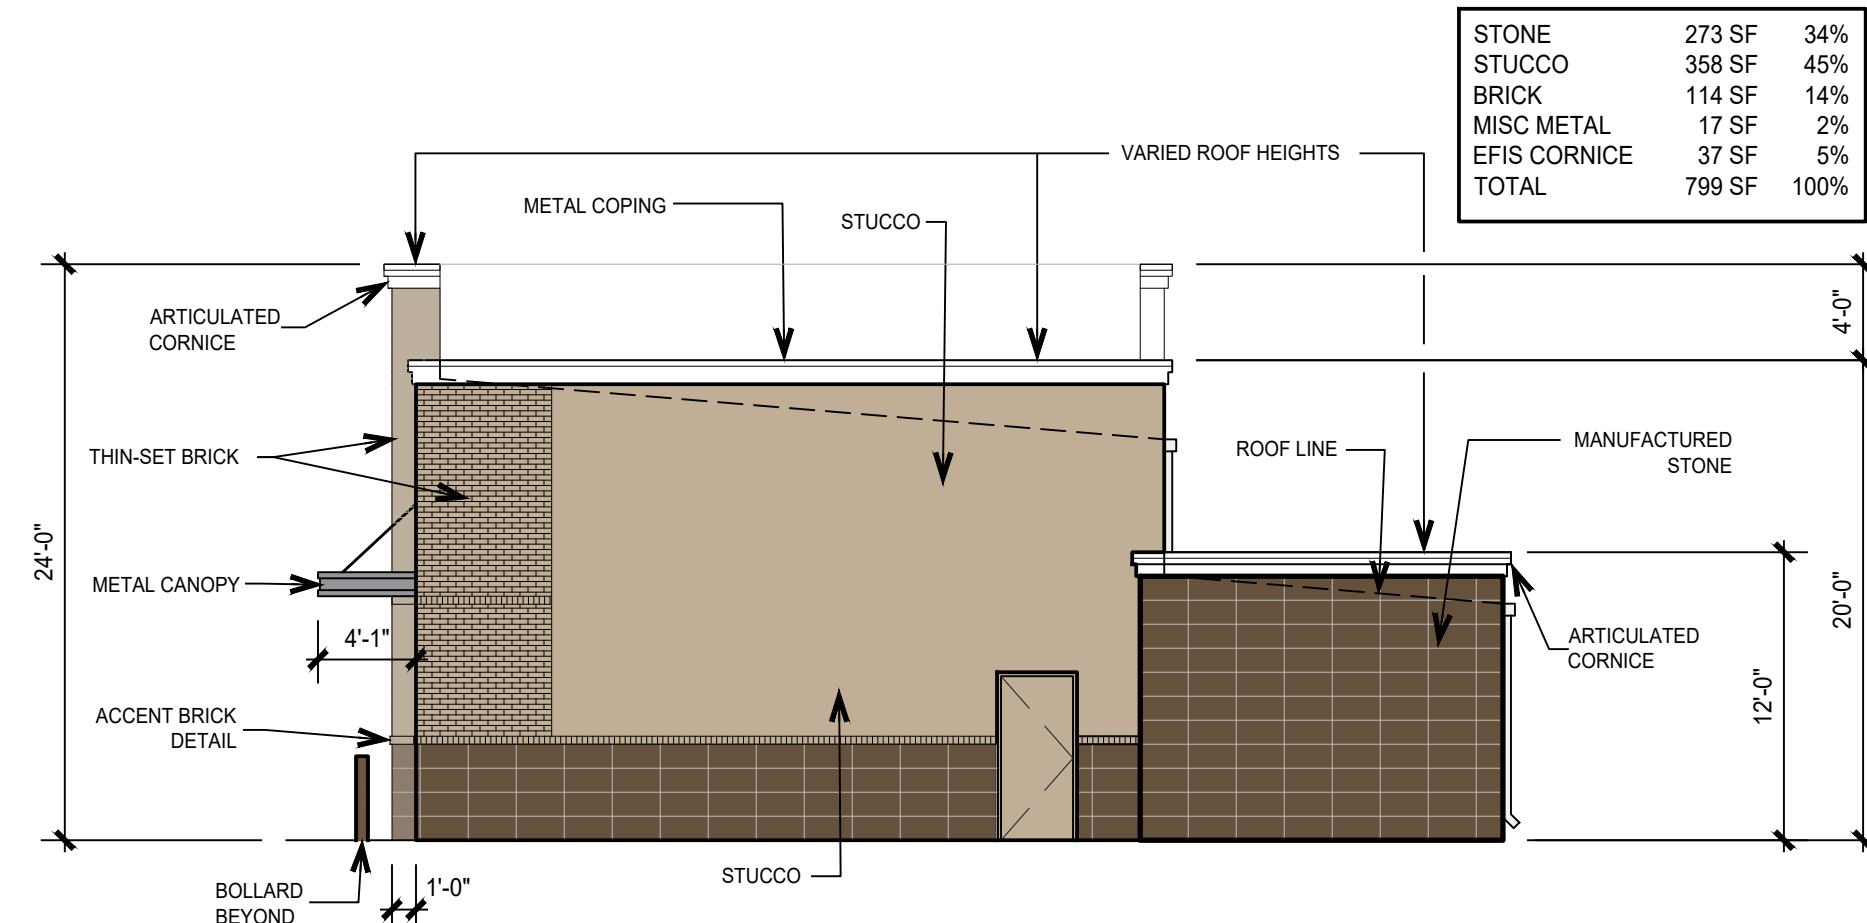 STONE 273 SF 34%
STUCCO 358 SF 45%
BRICK 114 SF 14%
MISC METAL 17 SF 2%
EFIS CORNICE 37 SF 5%
TOTAL 799 SF 100%
VARIED ROOF HEIGHTS
METAL COPING
STUCCO
ARTICULATED
CORNICE
4'-0"
THIN-SET BRICK
ROOF LINE
MANUFACTURED
STONE
24'-0"
METAL CANOPY
20'-0"
4'-1"
ARTICULATED
CORNICE
12'-0"
ACCENT BRICK
DETAIL
STUCCO
BOLLARD
BEYOND
1'-0"